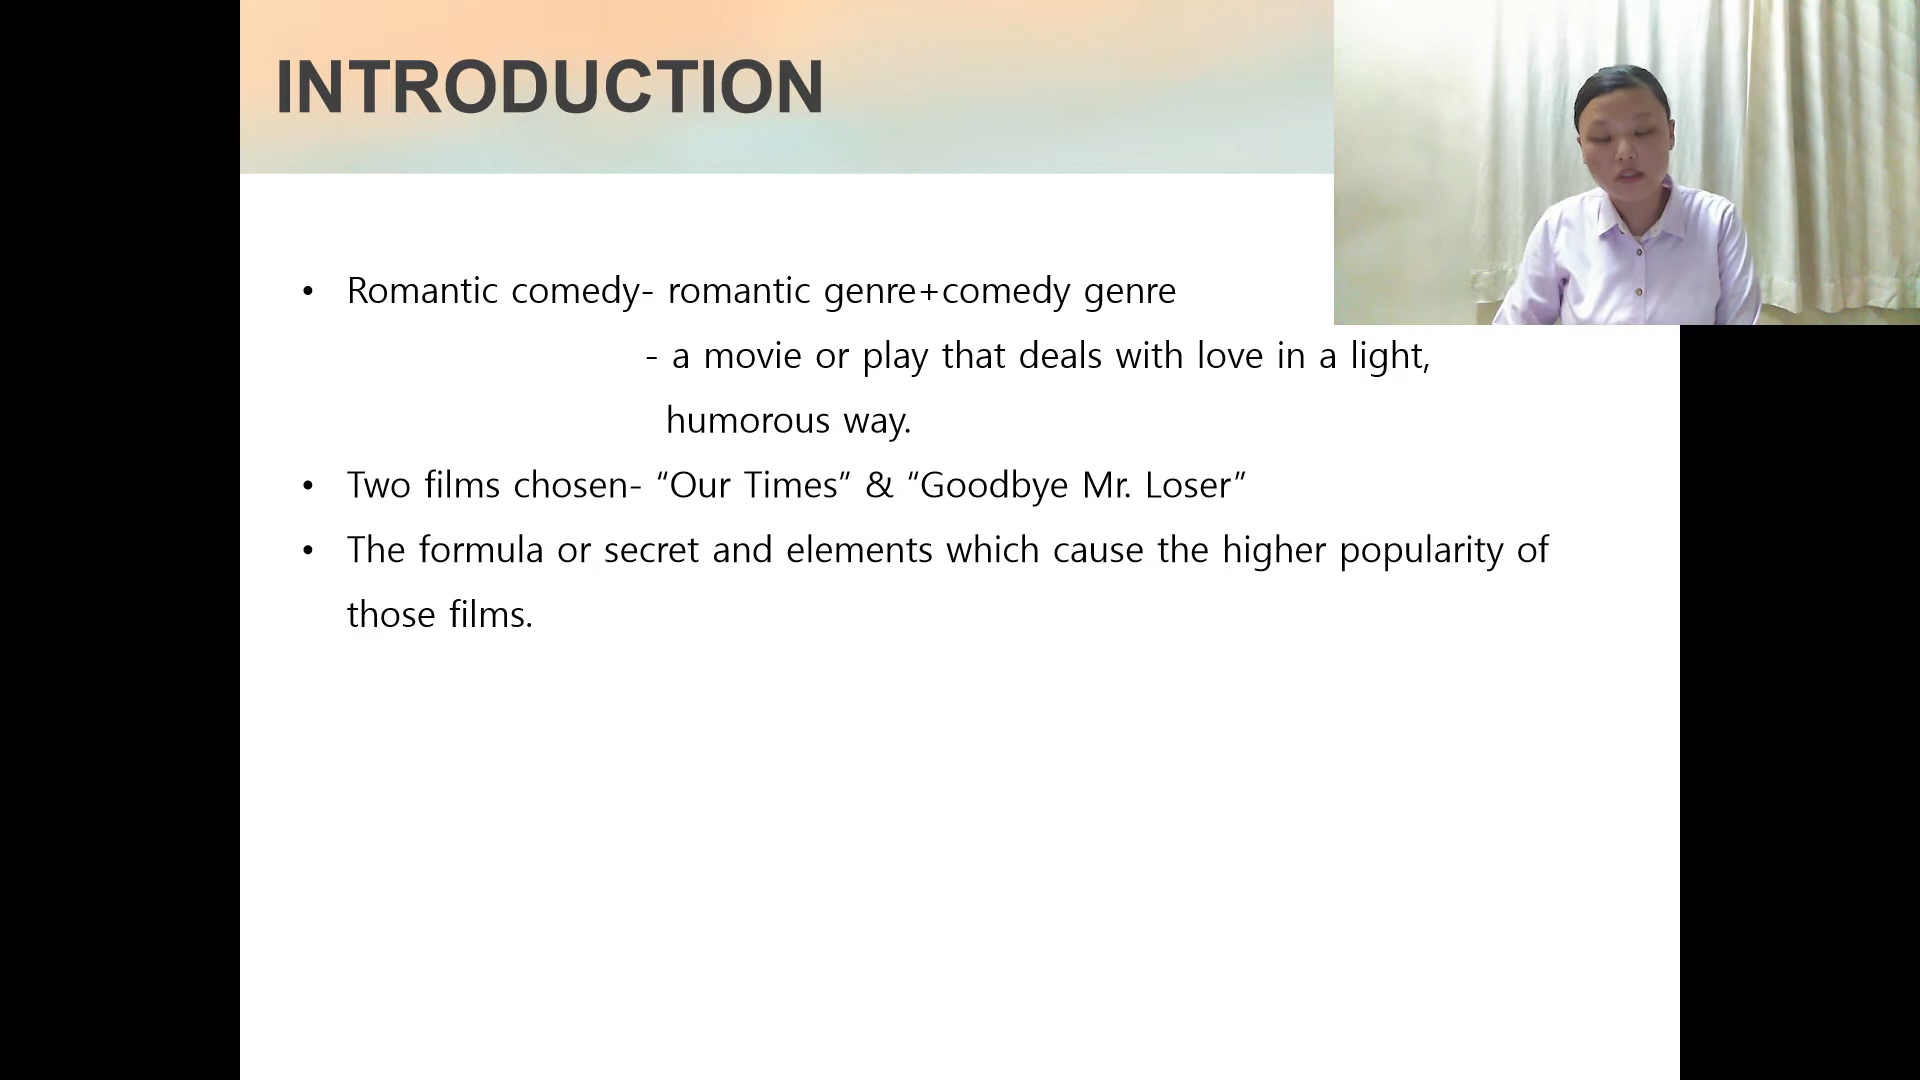 INTRODUCTION
• Romantic comedy- romantic genre+comedy genre
- a movie or play that deals with love in a light,
humorous way.
• Two films chosen- “Our Times” & “Goodbye Mr. Loser”
• The formula or secret and elements which cause the higher popularity of
those films.